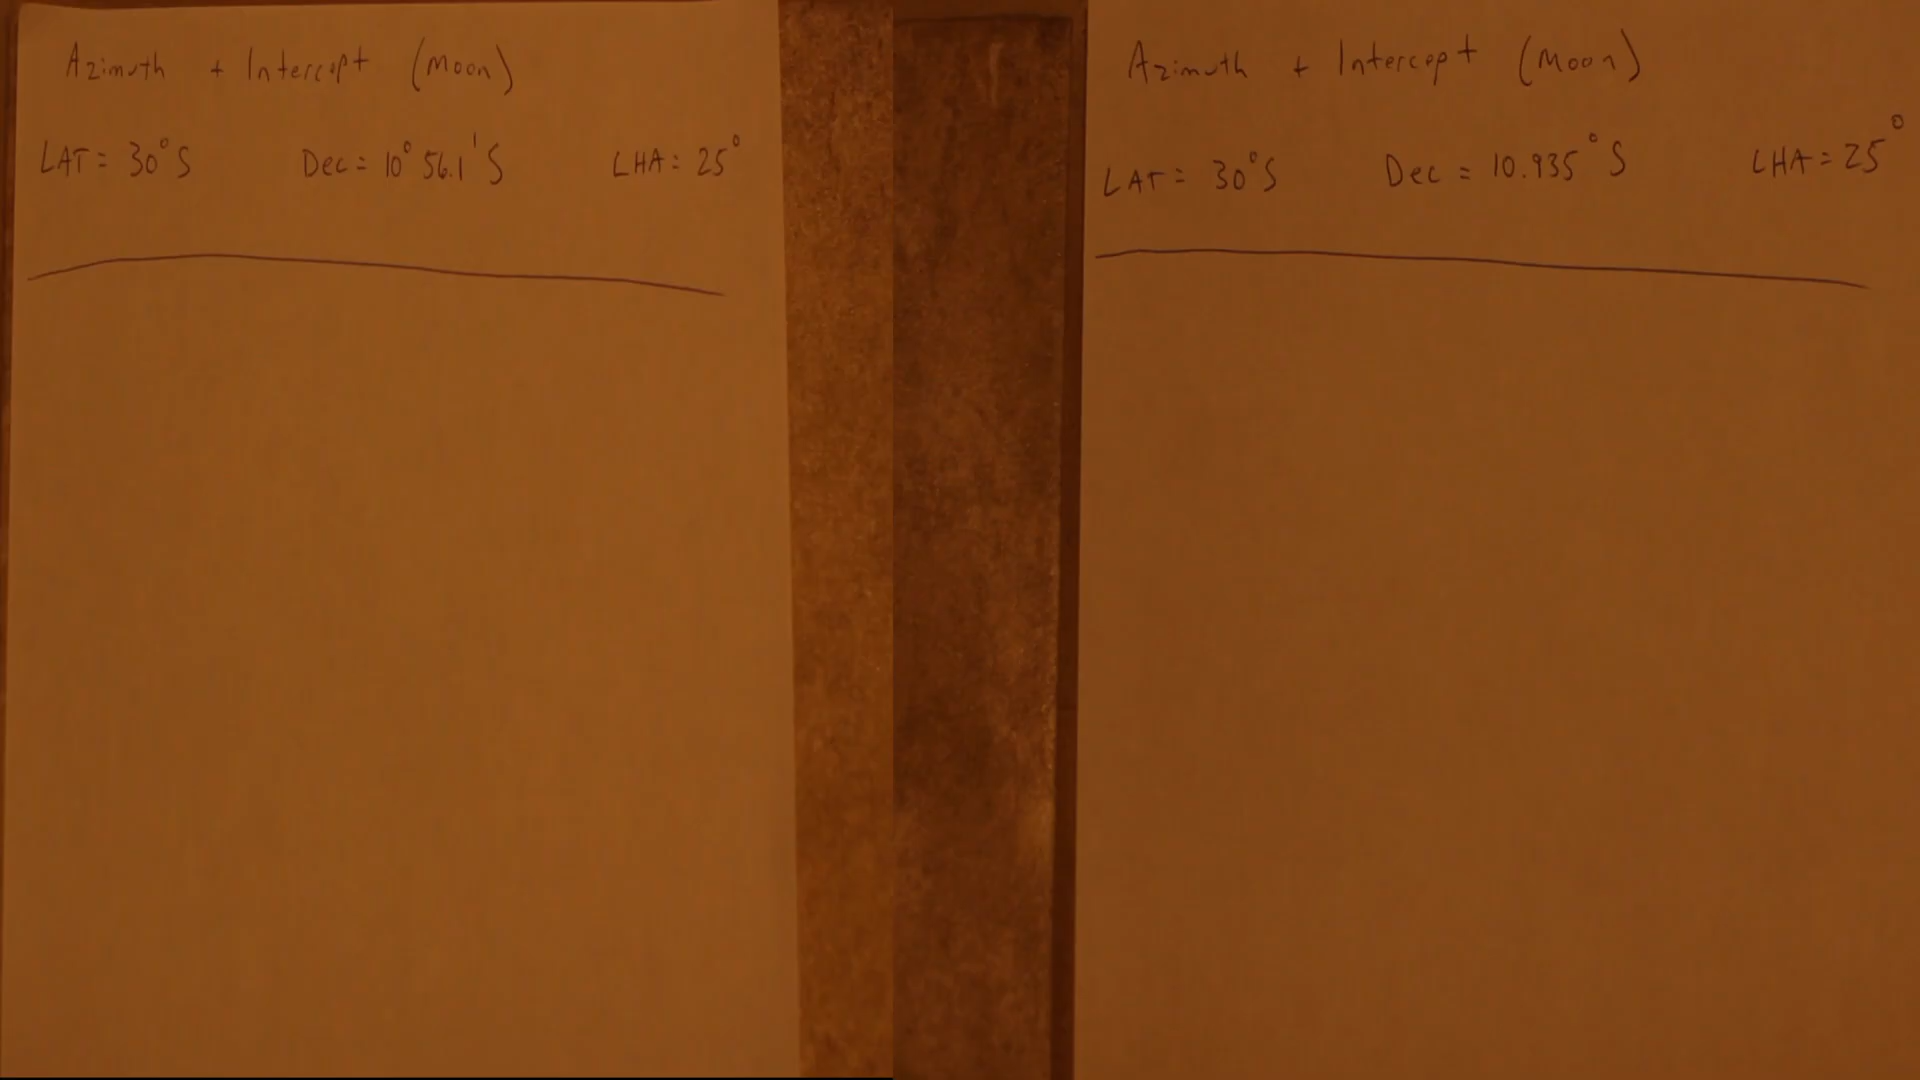 Azimuth + Intercept (Moon)
LAT = 30° S Dec = 10° 56.1' S LHA = 25°
Azimuth + Intercept (Moon)
LAT = 30° S Dec = 10.935° S LHA = 25°